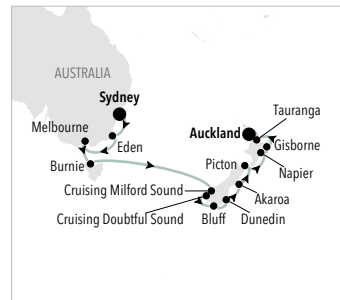 AUSTRALIA
Sydney
Melbourne
Eden
Burnie
Cruising Milford Sound
Cruising Doubtful Sound
Bluff
Dunedin
Akaroa
Picton
Napier
Gisborne
Auckland
Tauranga